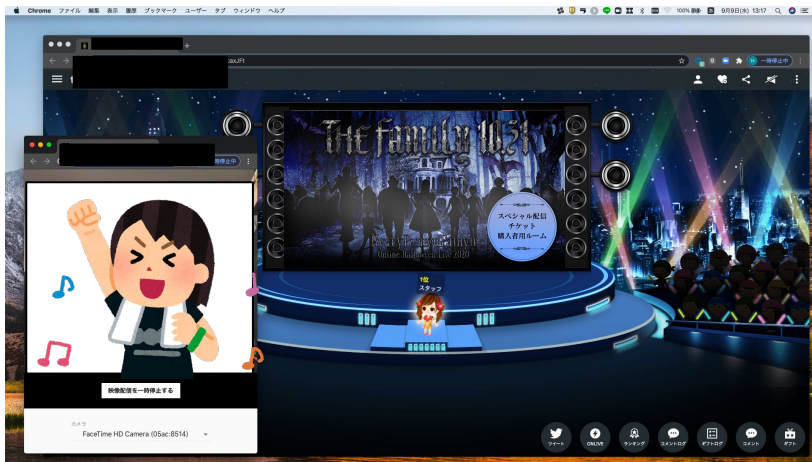 Chrome ファイル 編集 表示 履歴 ブックマーク ユーザー タブ ウィンドウ ヘルプ
100% 9月9日(水) 13:17
axJFt
一時停止中
THE Family 10.31
スペシャル配信
チケット
購入者用ルーム
Online Halloween Live 2020
1位
スタッフ
時停止中
映像配信を一時停止する
カメラ
FaceTime HD Camera (05ac:8514)
ツイート
ONLIVE
ランキング
コメントログ
ギフトログ
コメント
ギフト